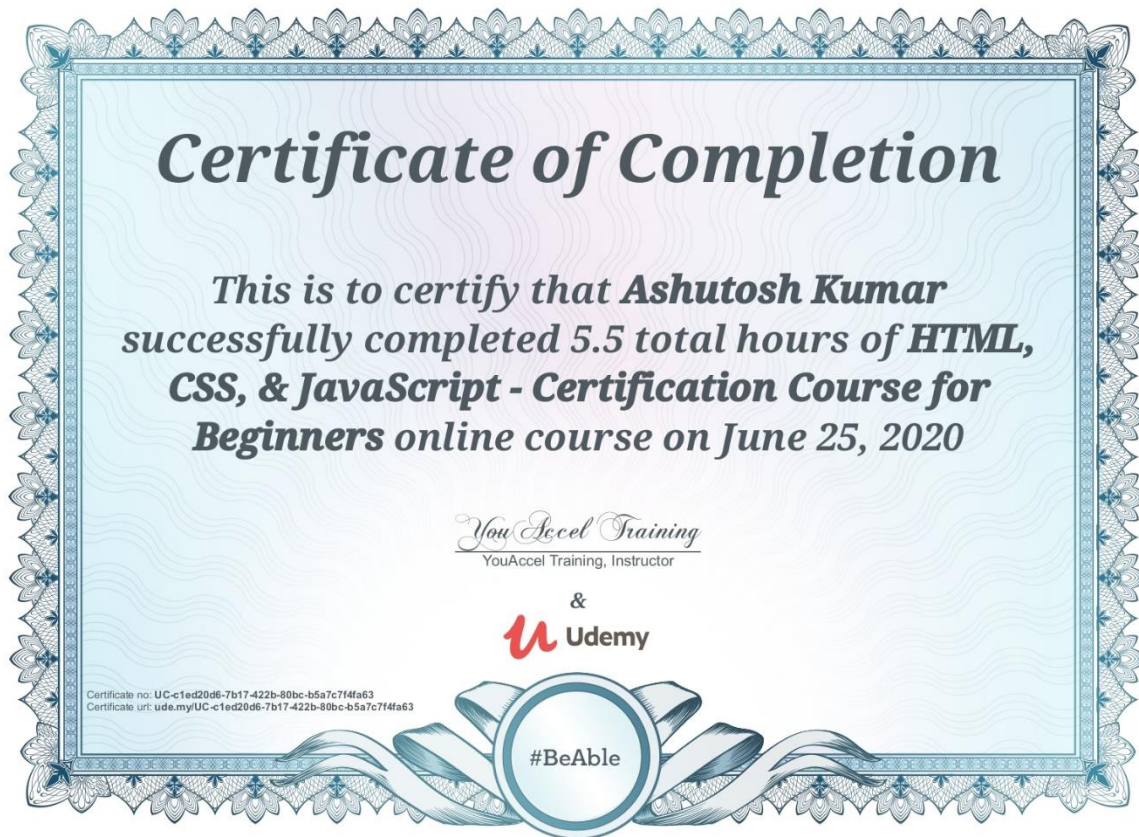 Certificate of Completion
This is to certify that Ashutosh Kumar
successfully completed 5.5 total hours of HTML,
CSS, & JavaScript - Certification Course for
Beginners online course on June 25, 2020
YouAccel Training
YouAccel Training, Instructor
&
Udemy
Certificate no: UC-c1ed20d6-7b17-422b-80bc-b5a7c7f4fa63
Certificate url: ude.my/UC-c1ed20d6-7b17-422b-80bc-b5a7c7f4fa63
#BeAble